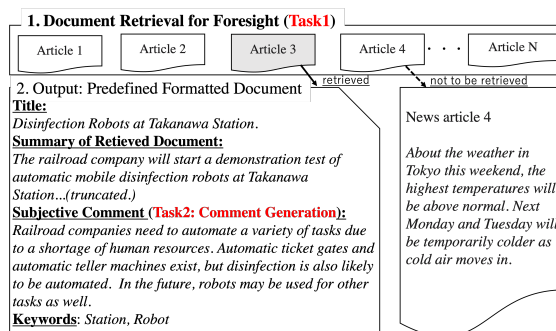 1. Document Retrieval for Foresight (Task1)
Article 1
Article 2
Article 3
Article 4
· · ·
Article N
retrieved
not to be retrieved
2. Output: Predefined Formatted Document
Title:
Disinfection Robots at Takanawa Station.
Summary of Retieved Document:
The railroad company will start a demonstration test of
automatic mobile disinfection robots at Takanawa
Station...(truncated.)
Subjective Comment (Task2: Comment Generation):
Railroad companies need to automate a variety of tasks due
to a shortage of human resources. Automatic ticket gates and
automatic teller machines exist, but disinfection is also likely
to be automated. In the future, robots may be used for other
tasks as well.
Keywords: Station, Robot
News article 4
About the weather in
Tokyo this weekend, the
highest temperatures will
be above normal. Next
Monday and Tuesday will
be temporarily colder as
cold air moves in.